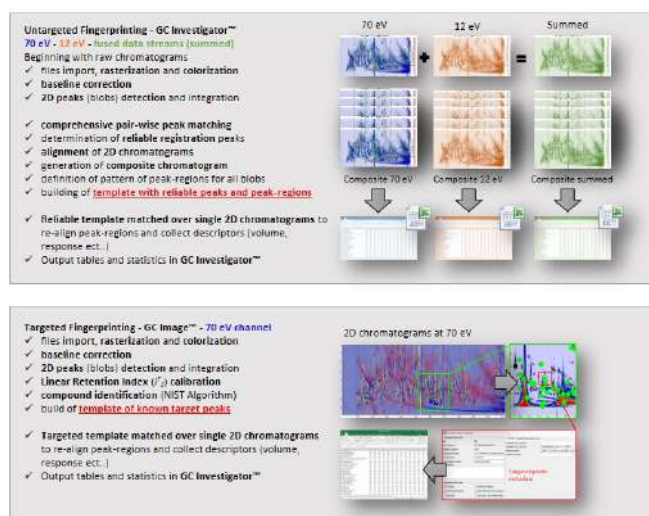 Untargeted Fingerprinting - GC Investigator™
70 eV - 12 eV - fused data streams (summed)
Beginning with raw chromatograms
✓ files import, rasterization and colorization
✓ baseline correction
✓ 2D peaks (blobs) detection and integration
✓ comprehensive pair-wise peak matching
✓ determination of reliable registration peaks
✓ alignment of 2D chromatograms
✓ generation of composite chromatogram
✓ definition of pattern of peak-regions for all blobs
✓ building of template with reliable peaks and peak-regions
✓ Reliable template matched over single 2D chromatograms to
re-align peak-regions and collect descriptors (volume,
response ect..)
✓ Output tables and statistics in GC Investigator™
70 eV
12 eV
Summed
+
=
Composite 70 eV
Composite 12 eV
Composite summed
Targeted Fingerprinting - GC Image™ - 70 eV channel
✓ files import, rasterization and colorization
✓ baseline correction
✓ 2D peaks (blobs) detection and integration
✓ Linear Retention Index (IT) calibration
✓ compound identification (NIST Algorithm)
✓ build of template of known target peaks
✓ Targeted template matched over single 2D chromatograms
to re-align peak-regions and collect descriptors (volume,
response ect..)
✓ Output tables and statistics in GC Investigator™
2D chromatograms at 70 eV
metadata